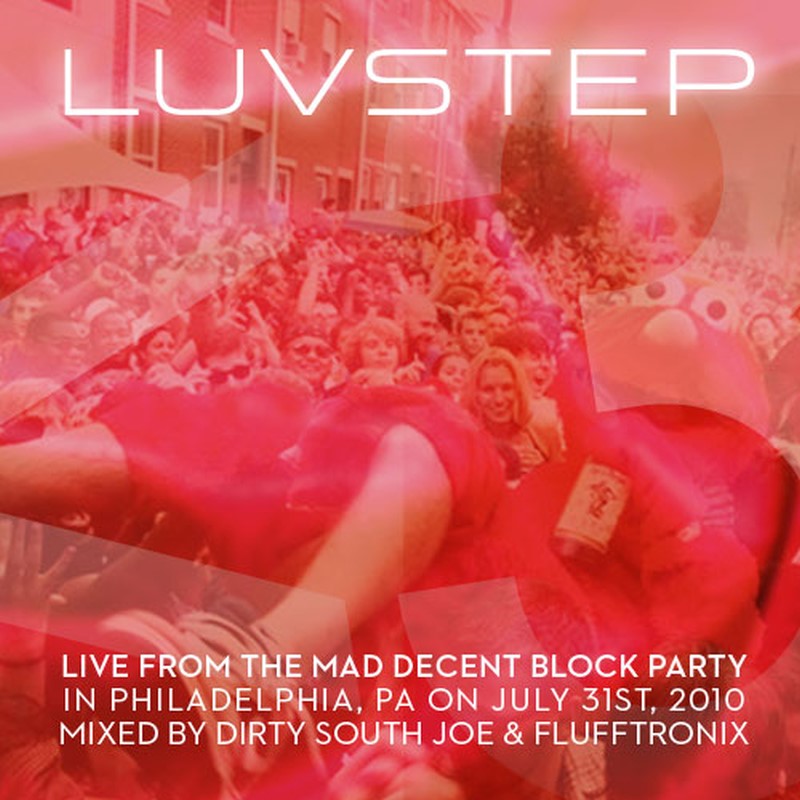 LUVSTEP
LIVE FROM THE MAD DECENT BLOCK PARTY
IN PHILADELPHIA, PA ON JULY 31ST, 2010
MIXED BY DIRTY SOUTH JOE & FLUFFTRONIX